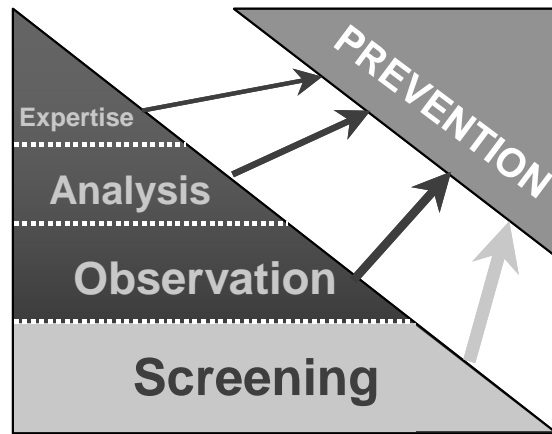 PREVENTION
Expertise
Analysis
Observation
Screening